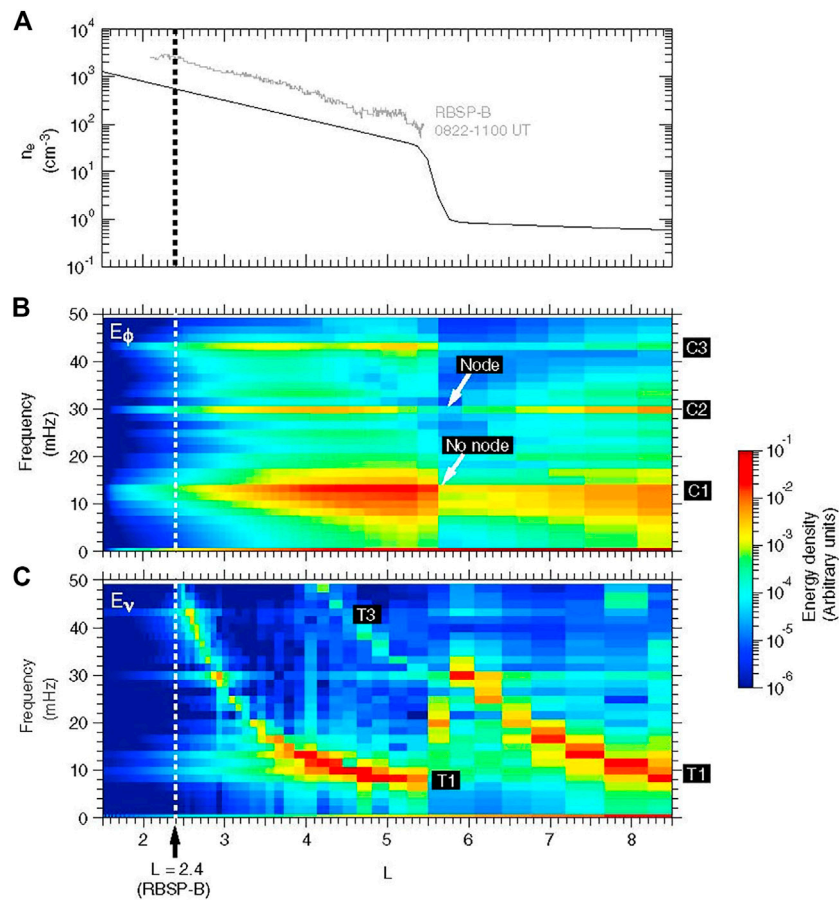 A
10^4
10^3
10^2
10^1
10^0
10^-1
n_e
(cm^-3)
RBSP-B
0822-1100 UT
B
50
40
30
20
10
0
Frequency
(mHz)
E_ϕ
Node
No node
C3
C2
C1
C
50
40
30
20
10
0
Frequency
(mHz)
E_ν
T3
T1
T1
2
3
4
5
6
7
8
L = 2.4
(RBSP-B)
L
10^-1
10^-2
10^-3
10^-4
10^-5
10^-6
Energy density
(Arbitrary units)